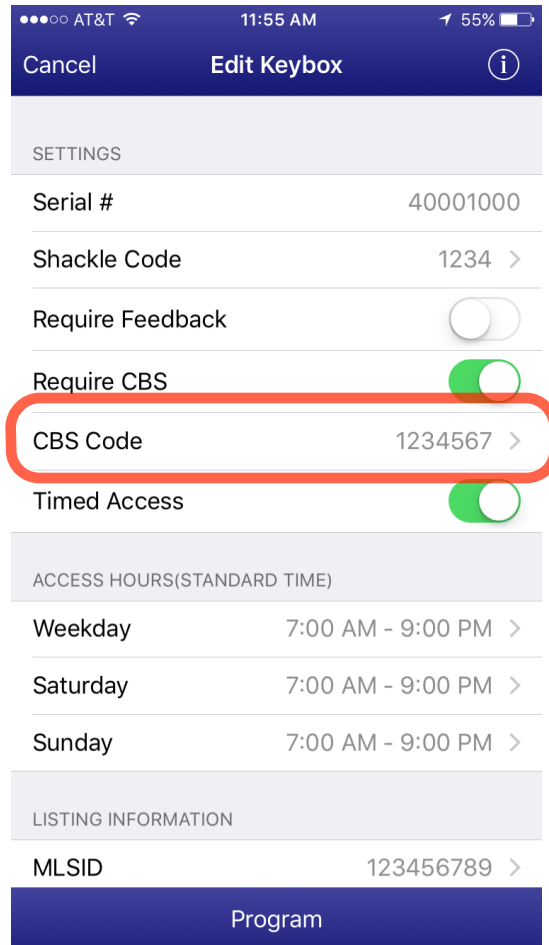 AT&T 11:55 AM 55%
Cancel Edit Keybox i
SETTINGS
Serial # 40001000
Shackle Code 1234
Require Feedback
Require CBS
CBS Code 1234567
Timed Access
ACCESS HOURS(STANDARD TIME)
Weekday 7:00 AM - 9:00 PM
Saturday 7:00 AM - 9:00 PM
Sunday 7:00 AM - 9:00 PM
LISTING INFORMATION
MLSID 123456789
Program